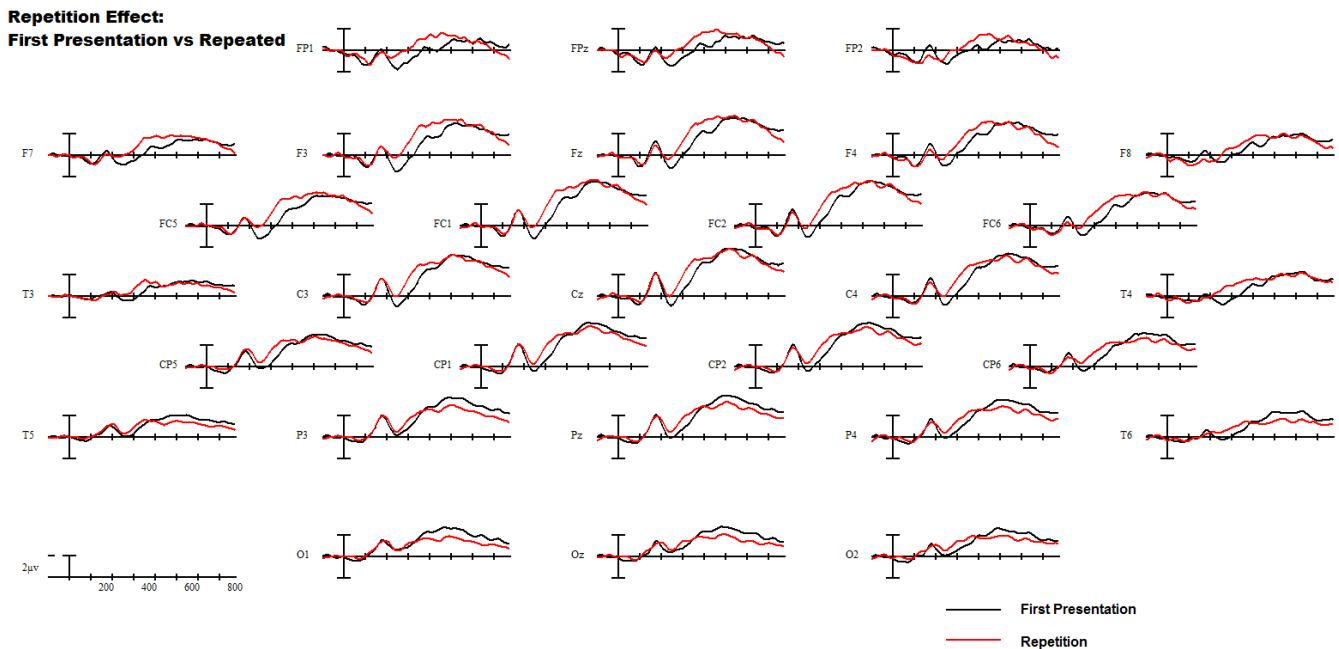 Repetition Effect:
First Presentation vs Repeated
FP1 FPz FP2
F7 F3 Fz F4 F8
FC5 FC1 FC2 FC6
T3 C3 Cz C4 T4
CP5 CP1 CP2 CP6
T5 P3 Pz P4 T6
O1 Oz O2
2µv
200 400 600 800
First Presentation
Repetition